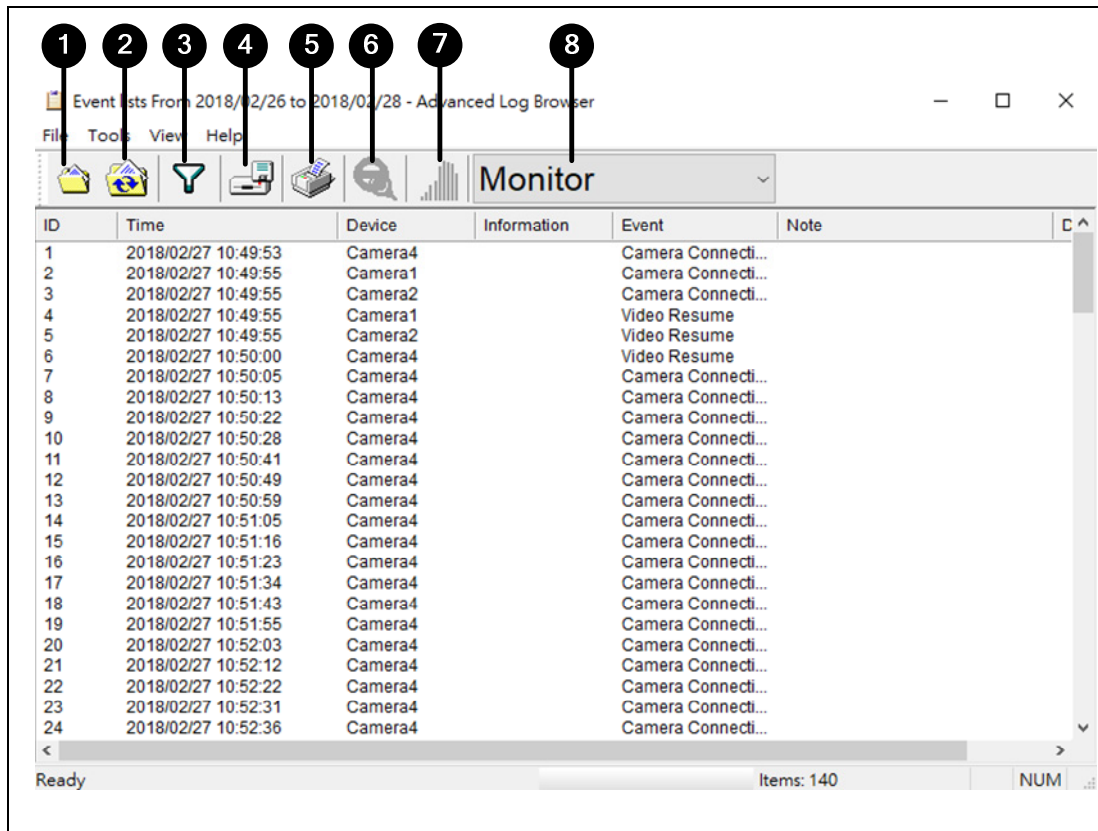 1 2 3 4 5 6 7 8
Event lists From 2018/02/26 to 2018/02/28 - Advanced Log Browser
File Tools View Help
Monitor
ID Time Device Information Event Note D
1 2018/02/27 10:49:53 Camera4 Camera Connecti...
2 2018/02/27 10:49:55 Camera1 Camera Connecti...
3 2018/02/27 10:49:55 Camera2 Camera Connecti...
4 2018/02/27 10:49:55 Camera1 Video Resume
5 2018/02/27 10:49:55 Camera2 Video Resume
6 2018/02/27 10:50:00 Camera4 Video Resume
7 2018/02/27 10:50:05 Camera4 Camera Connecti...
8 2018/02/27 10:50:13 Camera4 Camera Connecti...
9 2018/02/27 10:50:22 Camera4 Camera Connecti...
10 2018/02/27 10:50:28 Camera4 Camera Connecti...
11 2018/02/27 10:50:41 Camera4 Camera Connecti...
12 2018/02/27 10:50:49 Camera4 Camera Connecti...
13 2018/02/27 10:50:59 Camera4 Camera Connecti...
14 2018/02/27 10:51:05 Camera4 Camera Connecti...
15 2018/02/27 10:51:16 Camera4 Camera Connecti...
16 2018/02/27 10:51:23 Camera4 Camera Connecti...
17 2018/02/27 10:51:34 Camera4 Camera Connecti...
18 2018/02/27 10:51:43 Camera4 Camera Connecti...
19 2018/02/27 10:51:55 Camera4 Camera Connecti...
20 2018/02/27 10:52:03 Camera4 Camera Connecti...
21 2018/02/27 10:52:12 Camera4 Camera Connecti...
22 2018/02/27 10:52:22 Camera4 Camera Connecti...
23 2018/02/27 10:52:31 Camera4 Camera Connecti...
24 2018/02/27 10:52:36 Camera4 Camera Connecti...
Ready Items: 140 NUM